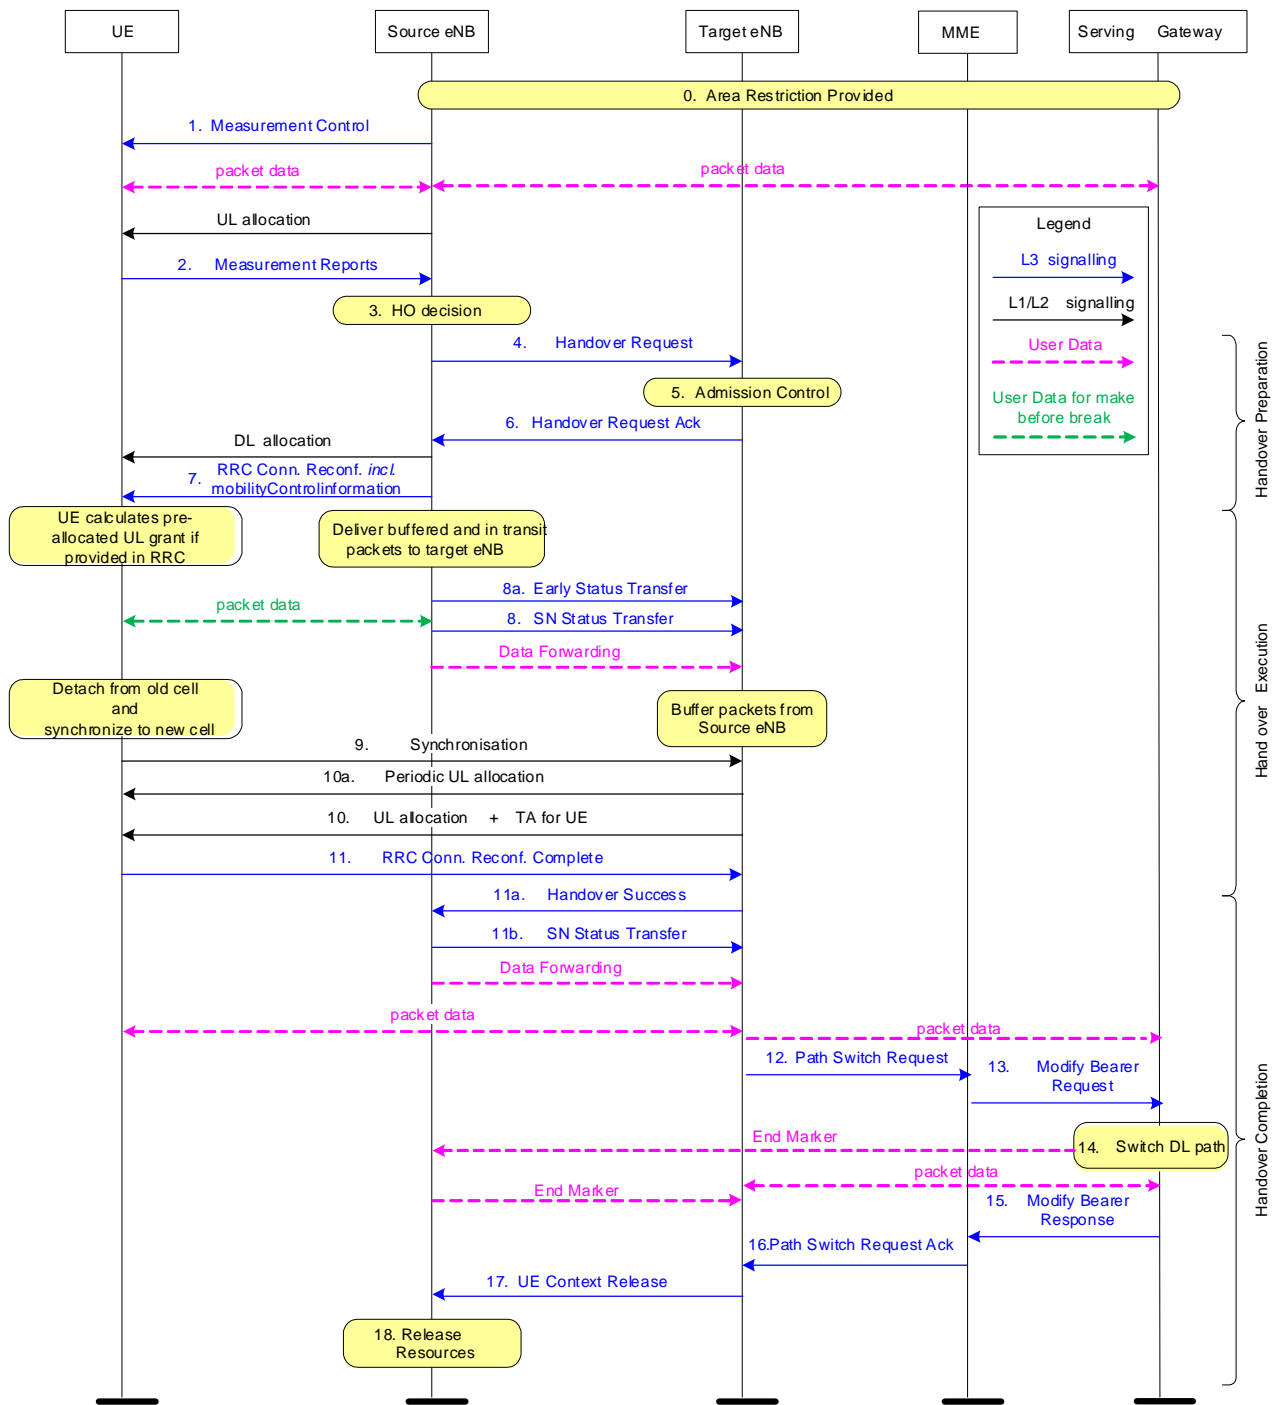 UE
Source eNB
Target eNB
MME
Serving Gateway
0. Area Restriction Provided
1. Measurement Control
packet data
packet data
UL allocation
Legend
L3 signalling
L1/L2 signalling
User Data
User Data for make
before break
2. Measurement Reports
3. HO decision
4. Handover Request
5. Admission Control
6. Handover Request Ack
DL allocation
7. RRC Conn. Reconf. incl.
mobilityControlinformation
Handover Preparation
UE calculates pre-
allocated UL grant if
provided in RRC
Deliver buffered and in transit
packets to target eNB
8a. Early Status Transfer
packet data
8. SN Status Transfer
Data Forwarding
Detach from old cell
and
synchronize to new cell
Buffer packets from
Source eNB
9. Synchronisation
10a. Periodic UL allocation
10. UL allocation + TA for UE
11. RRC Conn. Reconf. Complete
Hand over Execution
11a. Handover Success
11b. SN Status Transfer
Data Forwarding
packet data
packet data
12. Path Switch Request
13. Modify Bearer
Request
End Marker
14. Switch DL path
packet data
End Marker
15. Modify Bearer
Response
16.Path Switch Request Ack
17. UE Context Release
18. Release
Resources
Handover Completion